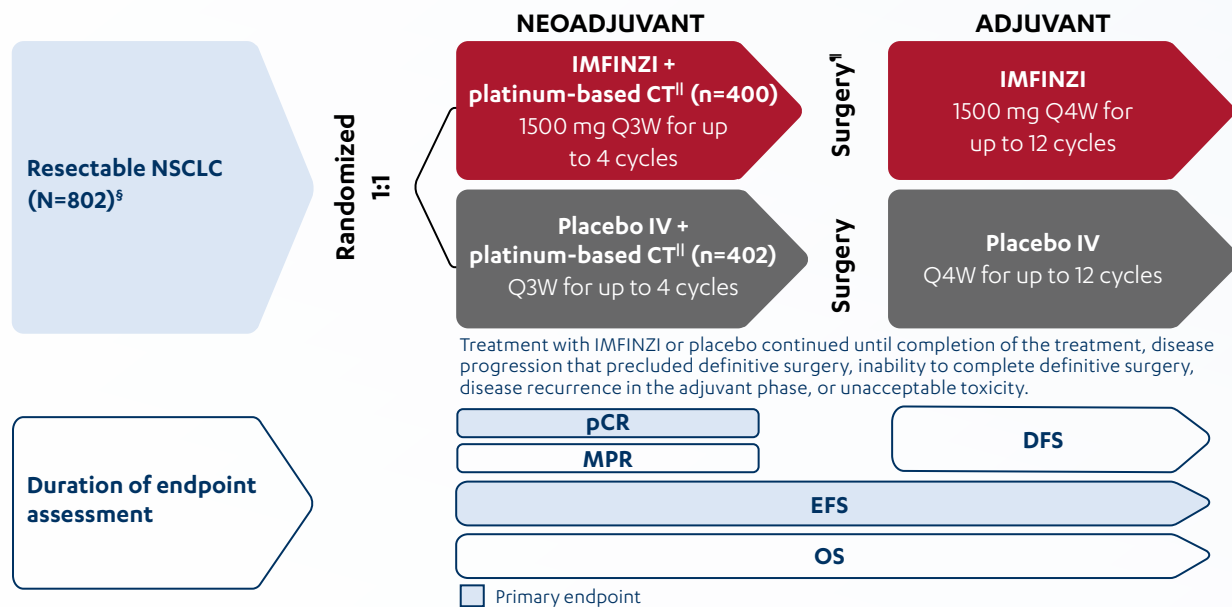 NEOADJUVANT
ADJUVANT
Resectable NSCLC
(N=802)§
Randomized
1:1
IMFINZI +
platinum-based CT|| (n=400)
1500 mg Q3W for up
to 4 cycles
Surgery¶
IMFINZI
1500 mg Q4W for
up to 12 cycles
Placebo IV +
platinum-based CT|| (n=402)
Q3W for up to 4 cycles
Surgery
Placebo IV
Q4W for up to 12 cycles
Treatment with IMFINZI or placebo continued until completion of the treatment, disease
progression that precluded definitive surgery, inability to complete definitive surgery,
disease recurrence in the adjuvant phase, or unacceptable toxicity.
Duration of endpoint
assessment
pCR
MPR
DFS
EFS
OS
Primary endpoint